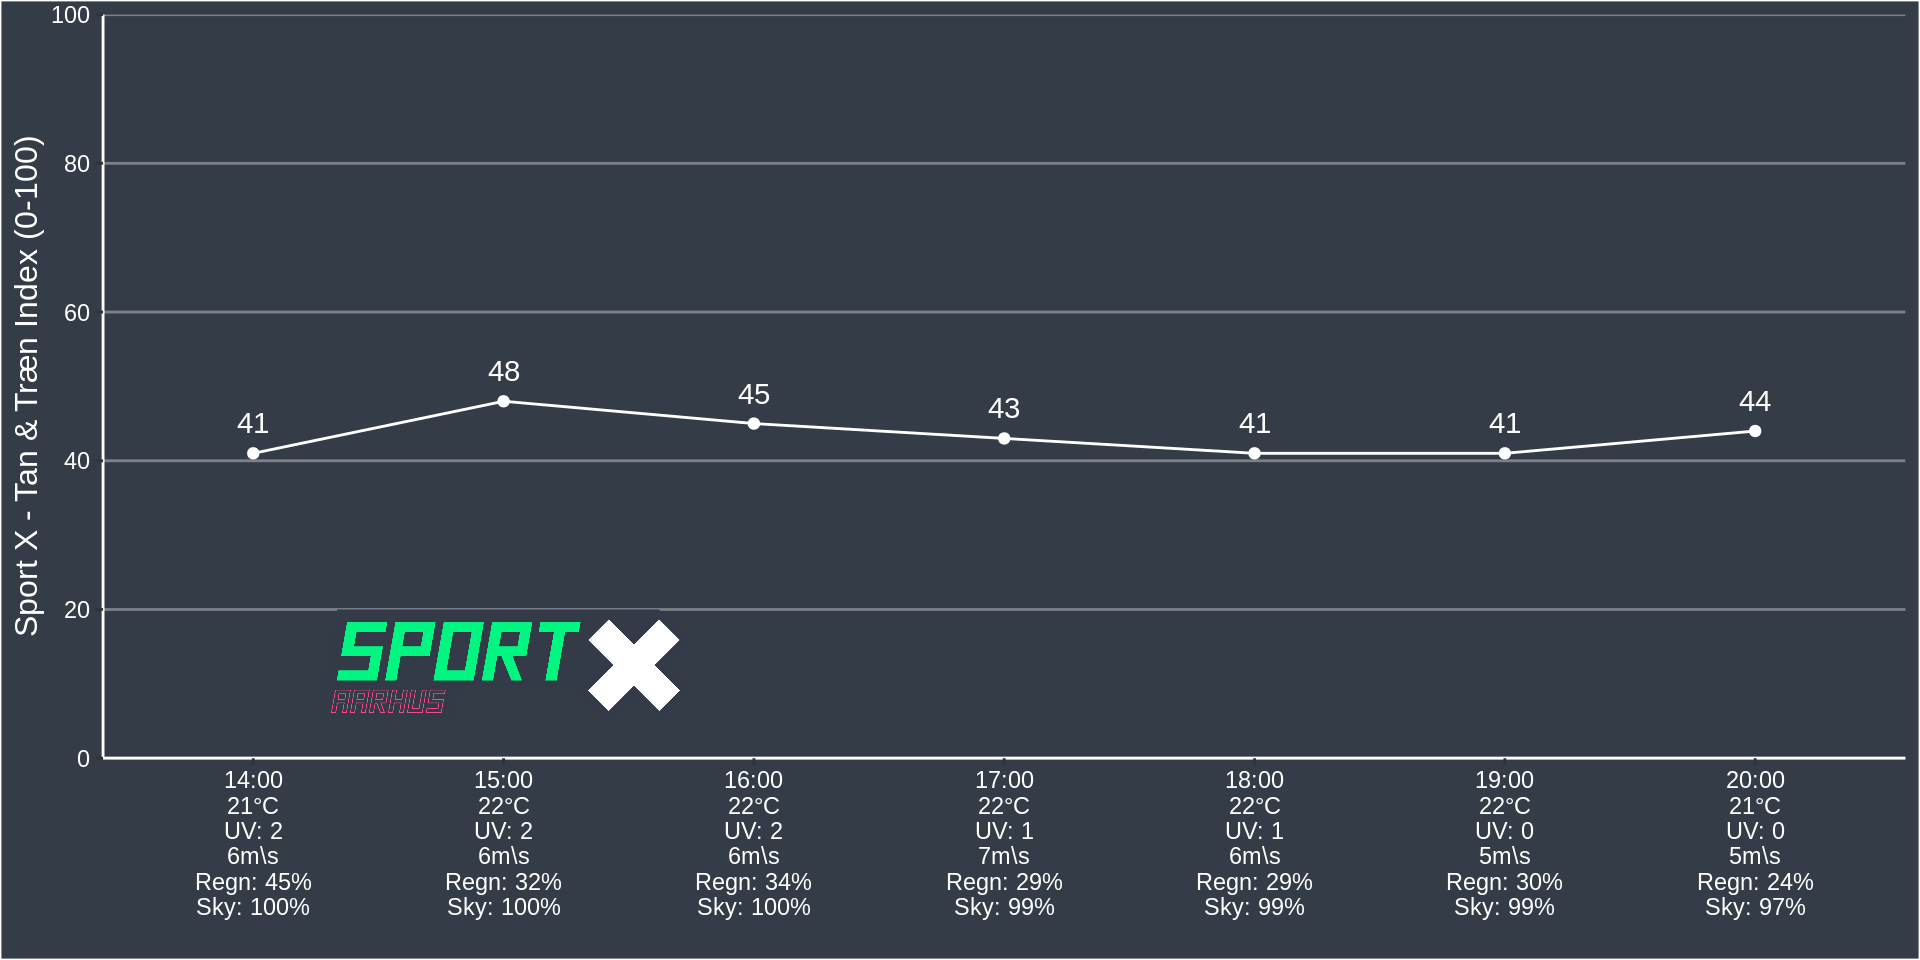 Sport X - Tan & Træn Index (0-100)
100
80
60
40
20
0
41
48
45
43
41
41
44
SPORT X
AARHUS
14:00 15:00 16:00 17:00 18:00 19:00 20:00
21°C 22°C 22°C 22°C 22°C 22°C 21°C
UV: 2 UV: 2 UV: 2 UV: 1 UV: 1 UV: 0 UV: 0
6m\s 6m\s 6m\s 7m\s 6m\s 5m\s 5m\s
Regn: 45% Regn: 32% Regn: 34% Regn: 29% Regn: 29% Regn: 30% Regn: 24%
Sky: 100% Sky: 100% Sky: 100% Sky: 99% Sky: 99% Sky: 99% Sky: 97%